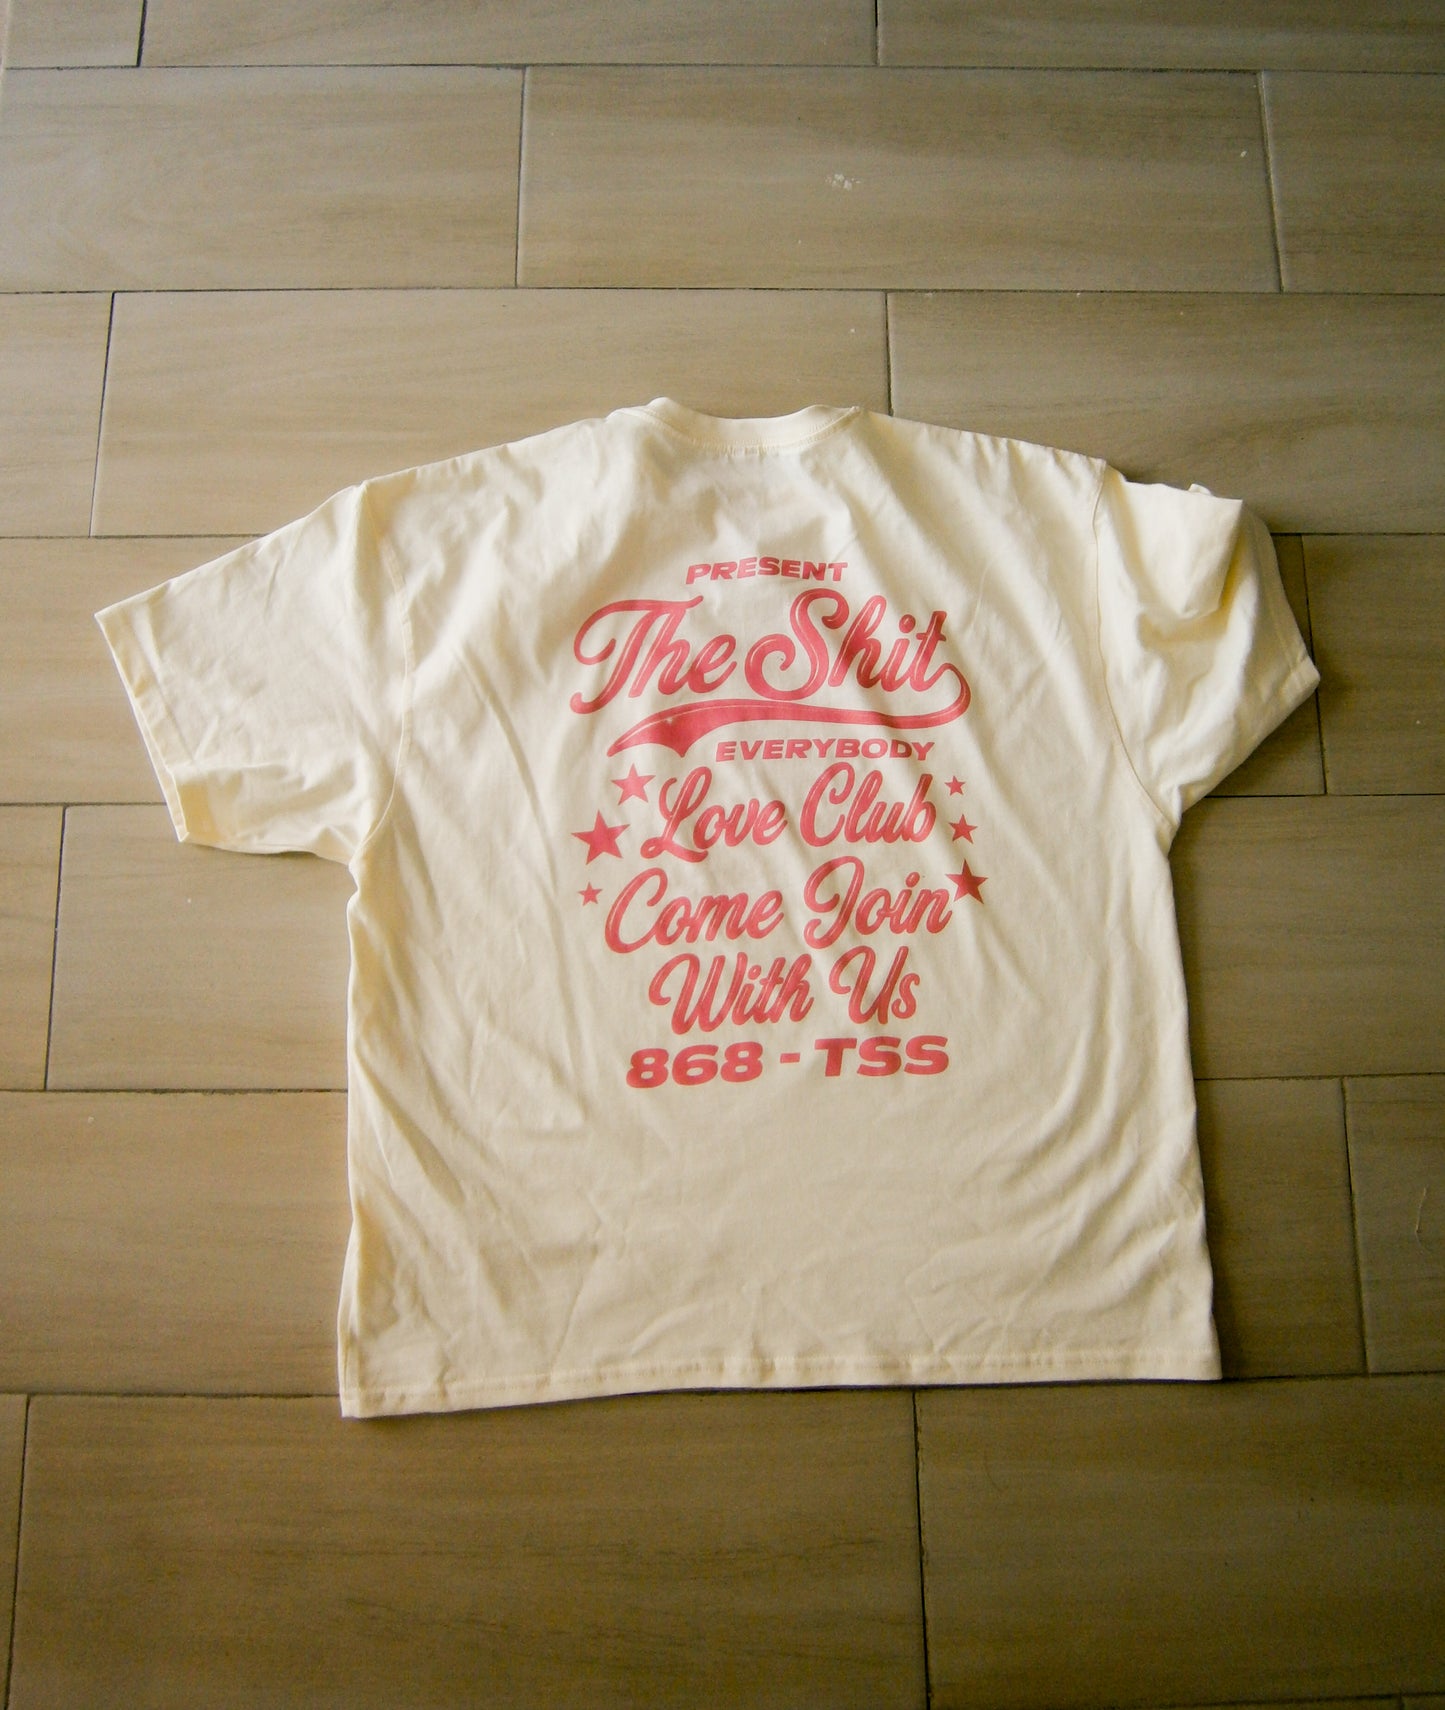 PRESENT
The Shit
EVERYBODY
Love Club
Come Join
With Us
868 - TSS